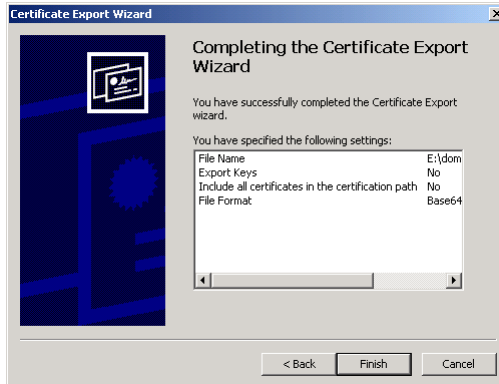 Certificate Export Wizard
Completing the Certificate Export
Wizard
You have successfully completed the Certificate Export
wizard.
You have specified the following settings:
File Name E:\dom
Export Keys No
Include all certificates in the certification path No
File Format Base64
< Back Finish Cancel